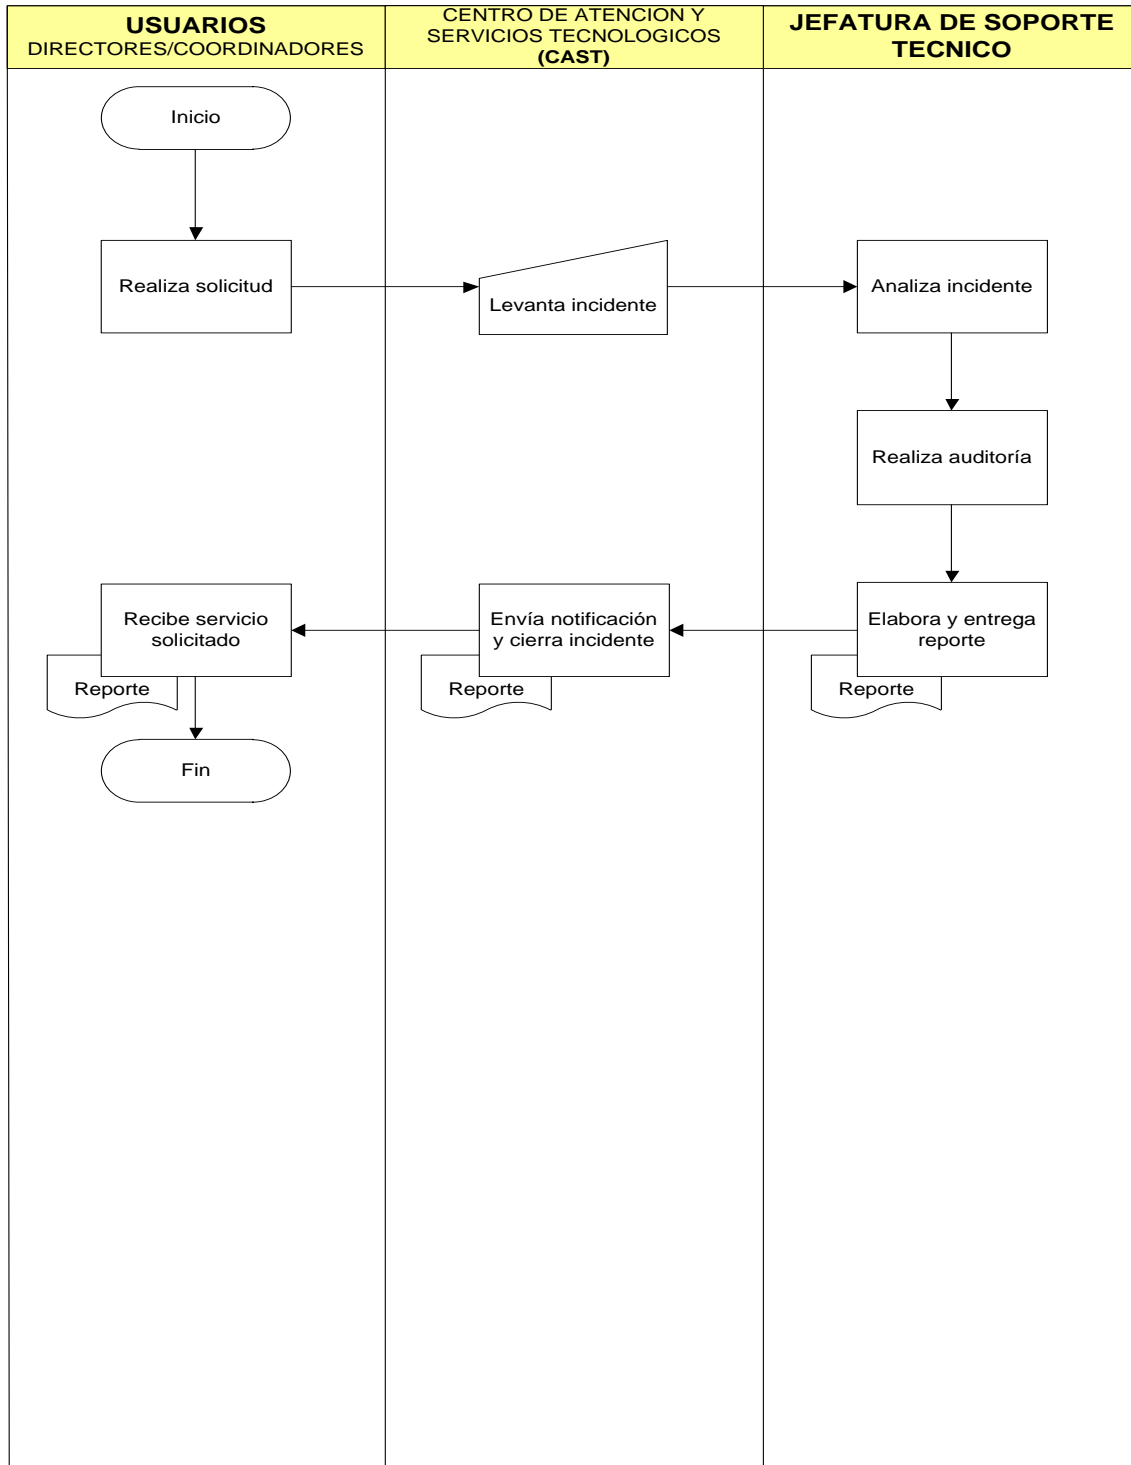 USUARIOS
DIRECTORES/COORDINADORES
CENTRO DE ATENCION Y
SERVICIOS TECNOLOGICOS
(CAST)
JEFATURA DE SOPORTE
TECNICO
Inicio
Realiza solicitud
Levanta incidente
Analiza incidente
Realiza auditoría
Elabora y entrega
reporte
Reporte
Envía notificación
y cierra incidente
Reporte
Recibe servicio
solicitado
Reporte
Fin